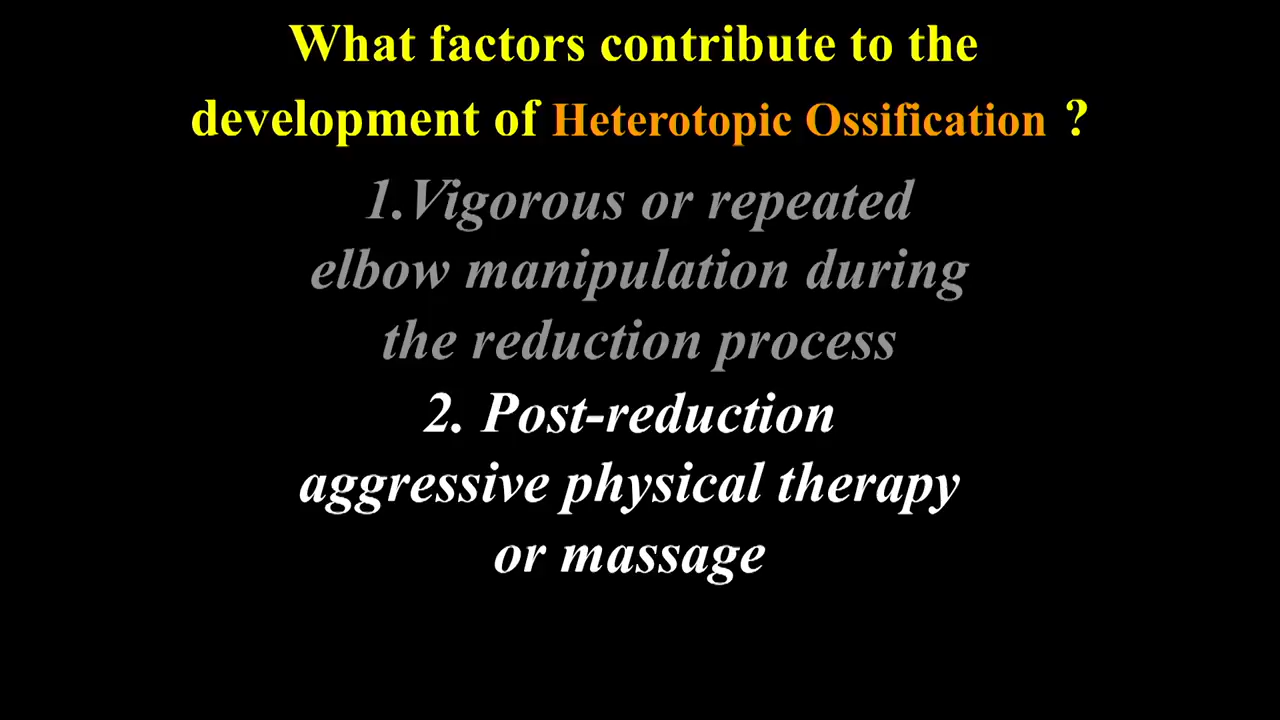 What factors contribute to the
development of Heterotopic Ossification ?
1.Vigorous or repeated
elbow manipulation during
the reduction process
2. Post-reduction
aggressive physical therapy
or massage